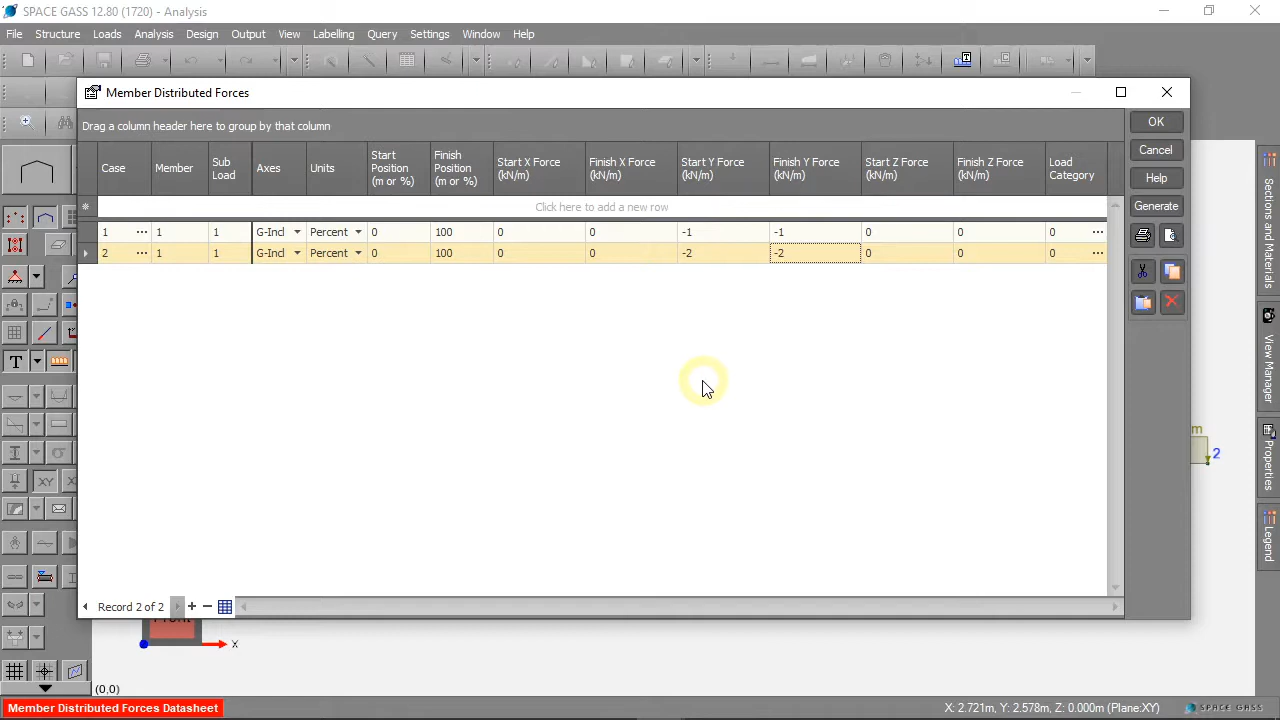 SPACE GASS 12.80 (1720) - Analysis
File Structure Loads Analysis Design Output View Labelling Query Settings Window Help
Member Distributed Forces
Drag a column header here to group by that column
Case Member Sub Load Axes Units Start Position (m or %) Finish Position (m or %) Start X Force (kN/m) Finish X Force (kN/m) Start Y Force (kN/m) Finish Y Force (kN/m) Start Z Force (kN/m) Finish Z Force (kN/m) Load Category
Click here to add a new row
1 ... 1 1 G-Incl Percent 0 100 0 0 -1 -1 0 0 0 ...
2 ... 1 1 G-Incl Percent 0 100 0 0 -2 -2 0 0 0 ...
OK
Cancel
Help
Generate
Sections and Materials
View Manager
Properties
Legend
m
2
T
XY
Record 2 of 2
Front
X
(0,0)
Member Distributed Forces Datasheet
X: 2.721m, Y: 2.578m, Z: 0.000m (Plane:XY)
SPACE GASS